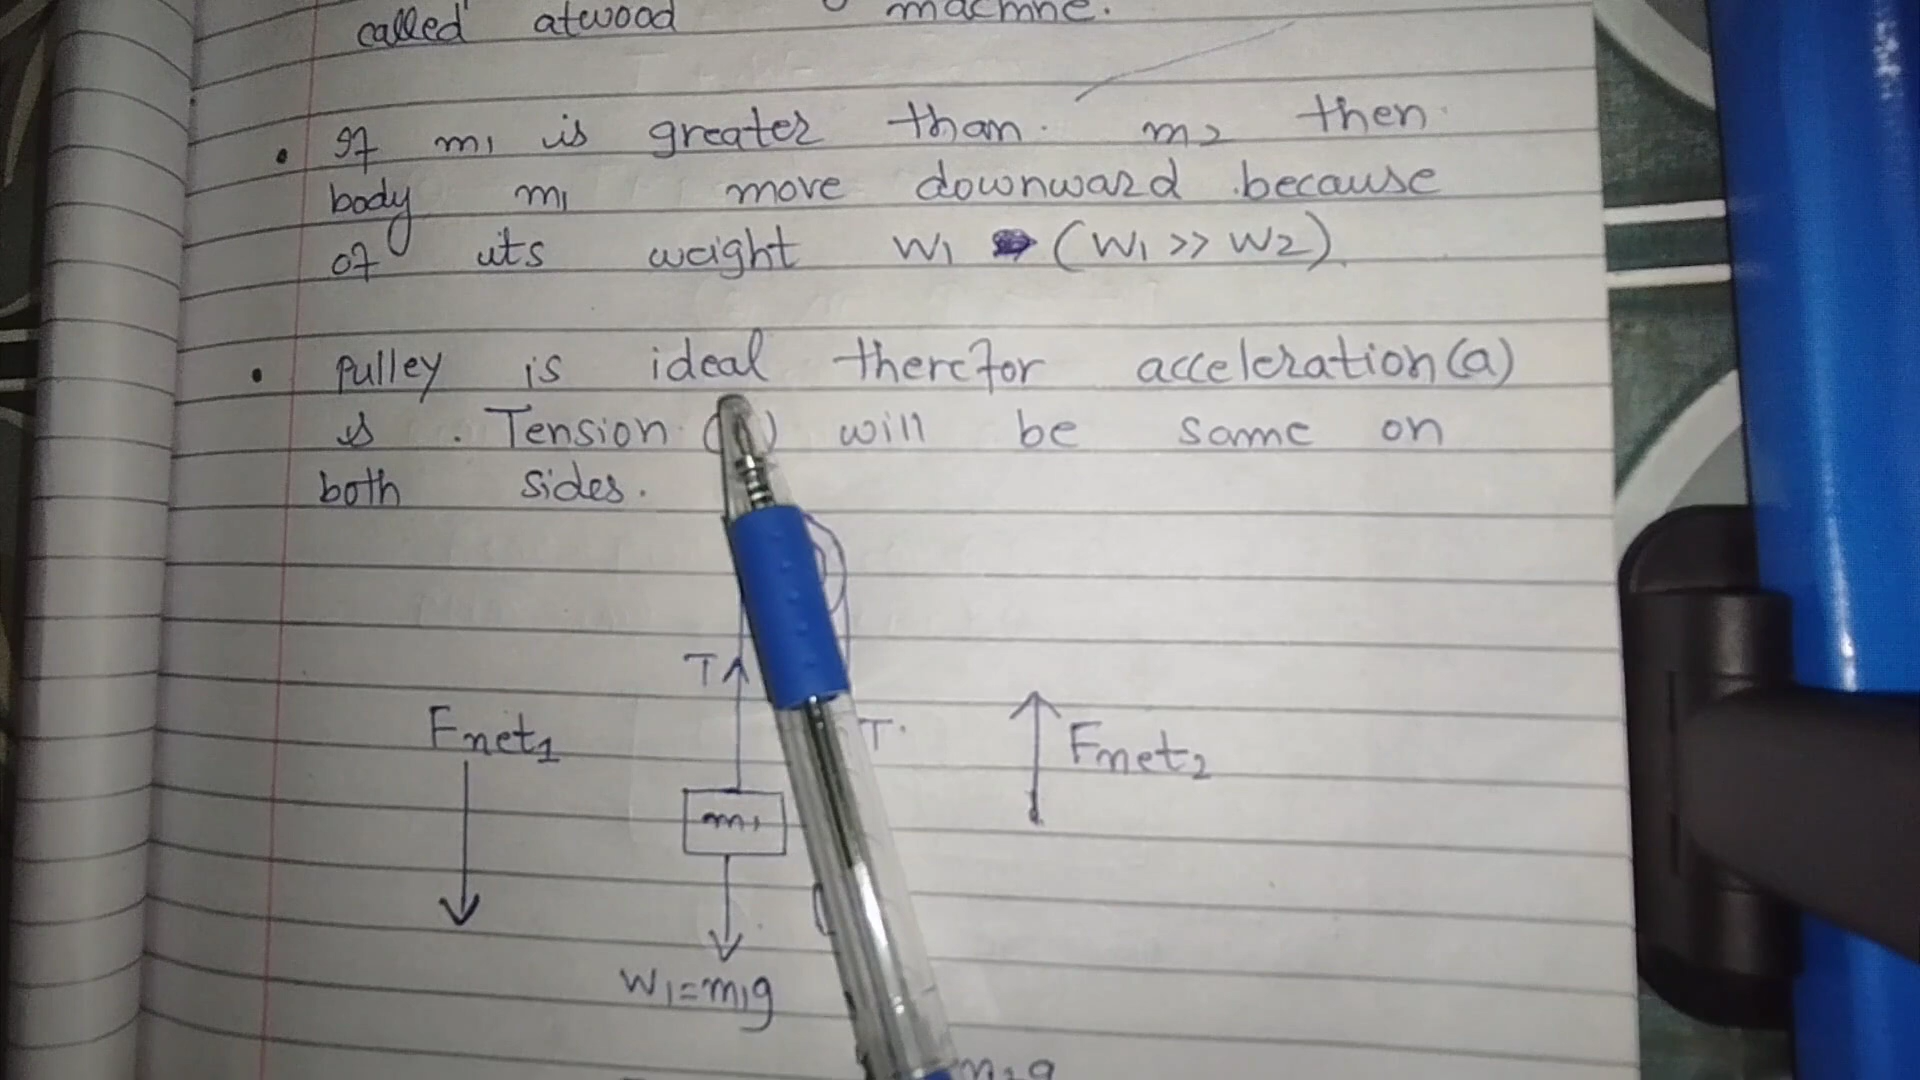 called atwood machine.
If m1 is greater than m2 then
body m1 move downward because
of its weight W1 (W1 >> W2)
Pulley is ideal therefor acceleration(a)
is . Tension ( ) will be same on
both sides.
T
Fnet1
T
Fnet2
m1
W1=m1g
m2g